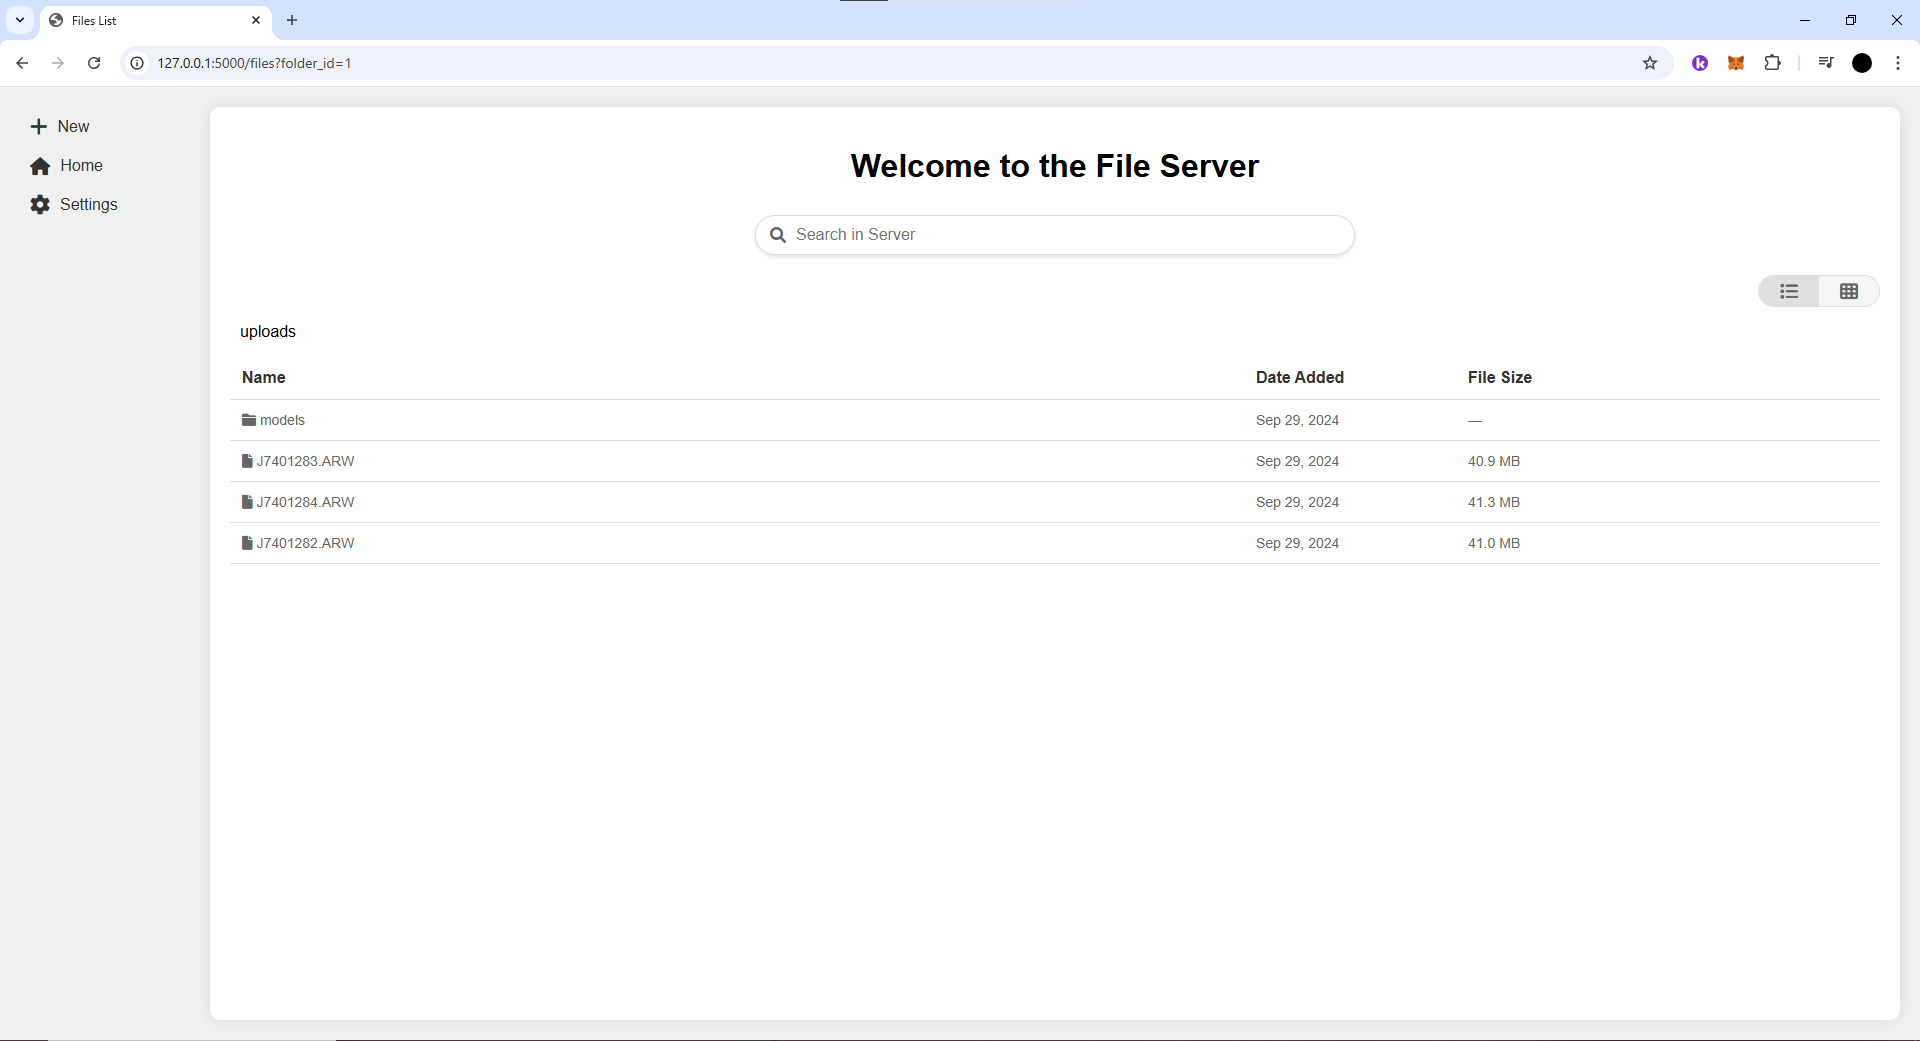 Files List
127.0.0.1:5000/files?folder_id=1
New
Home
Settings
Welcome to the File Server
Search in Server
uploads
Name Date Added File Size
models Sep 29, 2024 —
J7401283.ARW Sep 29, 2024 40.9 MB
J7401284.ARW Sep 29, 2024 41.3 MB
J7401282.ARW Sep 29, 2024 41.0 MB